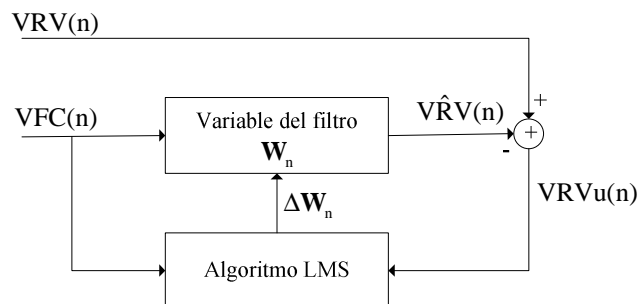 VRV(n)
+
VFC(n)
Variable del filtro
W_n
VR̂V(n)
+
-
VRVu(n)
ΔW_n
Algoritmo LMS